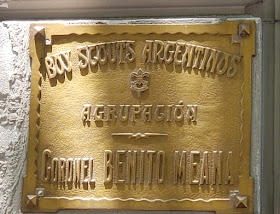 BOY SCOUTS ARGENTINOS
AGRUPACIÓN
CORONEL BENITO MEANA